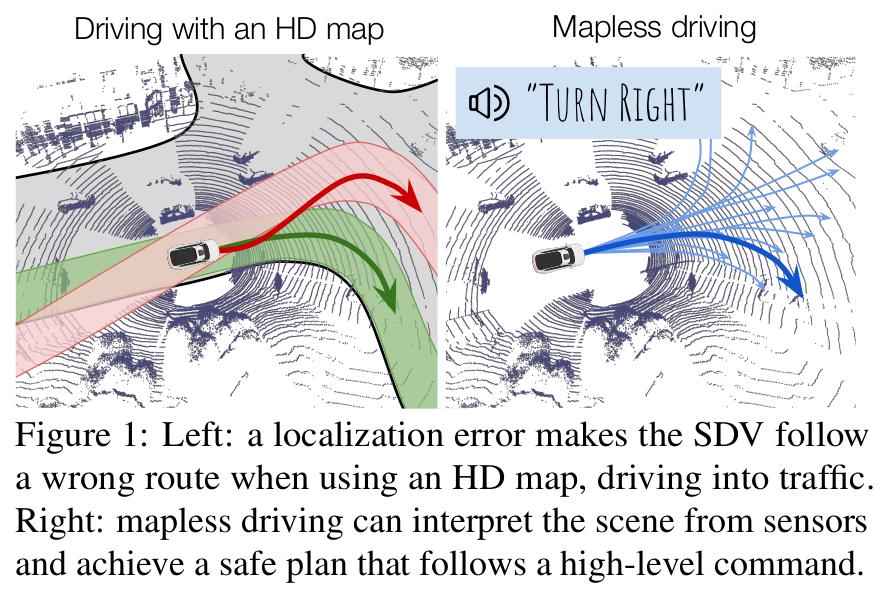 Driving with an HD map
Mapless driving
"TURN RIGHT"
Figure 1: Left: a localization error makes the SDV follow
a wrong route when using an HD map, driving into traffic.
Right: mapless driving can interpret the scene from sensors
and achieve a safe plan that follows a high-level command.